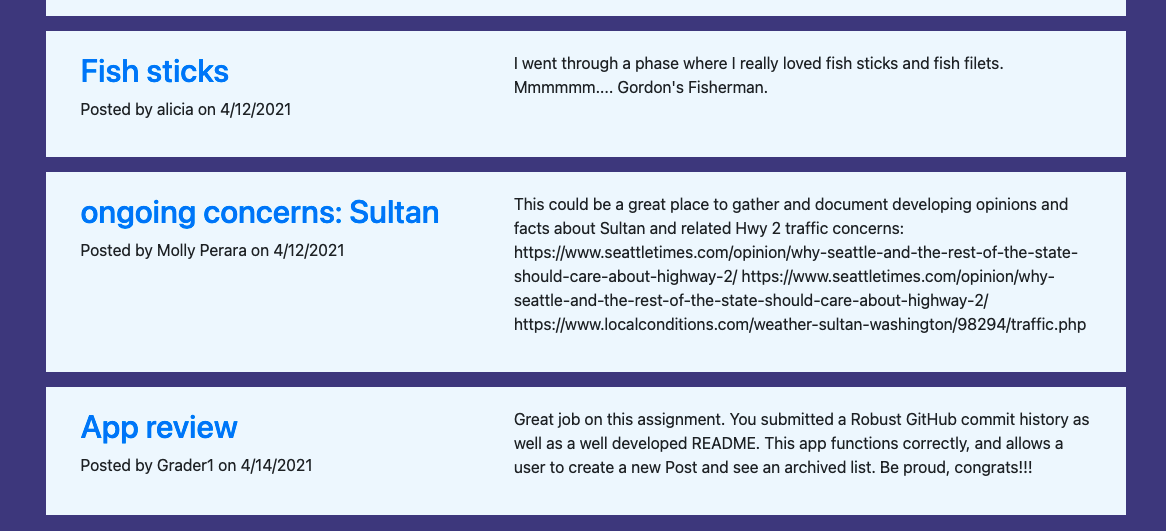 Fish sticks
Posted by alicia on 4/12/2021
I went through a phase where I really loved fish sticks and fish filets.
Mmmmmm.... Gordon's Fisherman.
ongoing concerns: Sultan
Posted by Molly Perara on 4/12/2021
This could be a great place to gather and document developing opinions and
facts about Sultan and related Hwy 2 traffic concerns:
https://www.seattletimes.com/opinion/why-seattle-and-the-rest-of-the-state-
should-care-about-highway-2/ https://www.seattletimes.com/opinion/why-
seattle-and-the-rest-of-the-state-should-care-about-highway-2/
https://www.localconditions.com/weather-sultan-washington/98294/traffic.php
App review
Posted by Grader1 on 4/14/2021
Great job on this assignment. You submitted a Robust GitHub commit history as
well as a well developed README. This app functions correctly, and allows a
user to create a new Post and see an archived list. Be proud, congrats!!!